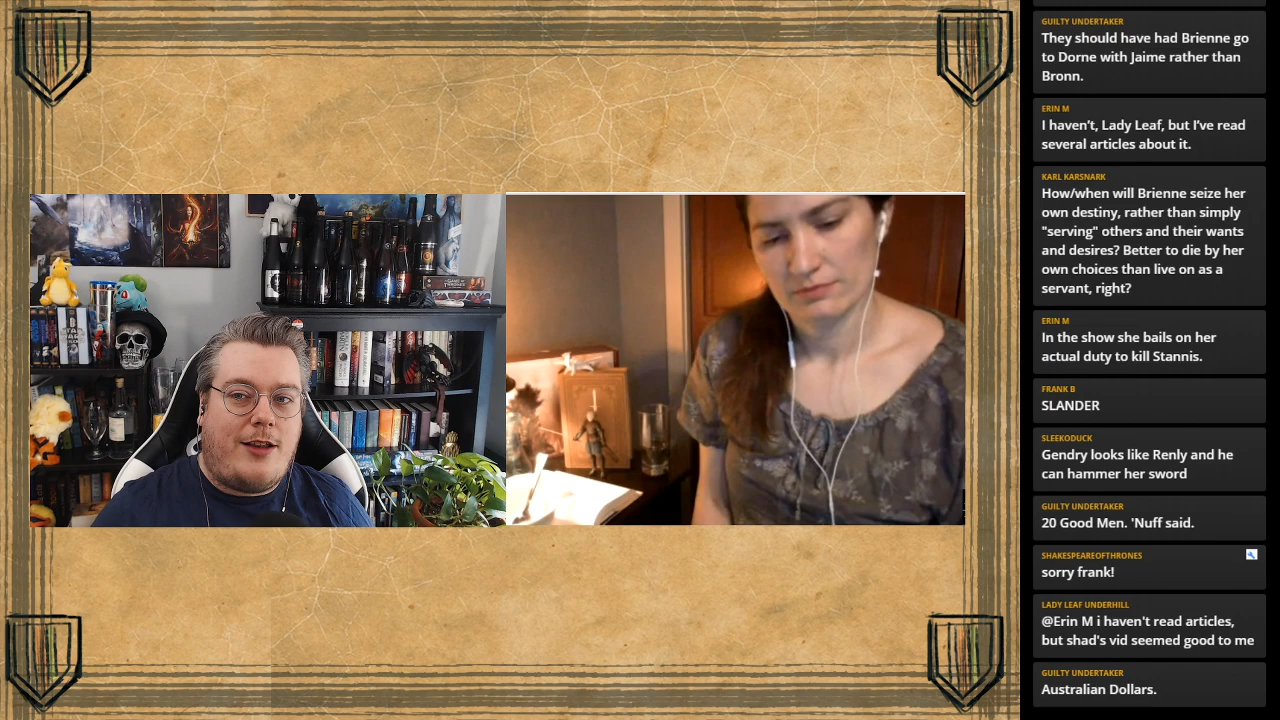 GUILTY UNDERTAKER
They should have had Brienne go
to Dorne with Jaime rather than
Bronn.
ERIN M
I haven't, Lady Leaf, but I've read
several articles about it.
KARL KARSNARK
How/when will Brienne seize her
own destiny, rather than simply
"serving" others and their wants
and desires? Better to die by her
own choices than live on as a
servant, right?
ERIN M
In the show she bails on her
actual duty to kill Stannis.
FRANK B
SLANDER
SLEEKODUCK
Gendry looks like Renly and he
can hammer her sword
GUILTY UNDERTAKER
20 Good Men. 'Nuff said.
SHAKESPEAREOFTHRONES
sorry frank!
LADY LEAF UNDERHILL
@Erin M i haven't read articles,
but shad's vid seemed good to me
GUILTY UNDERTAKER
Australian Dollars.